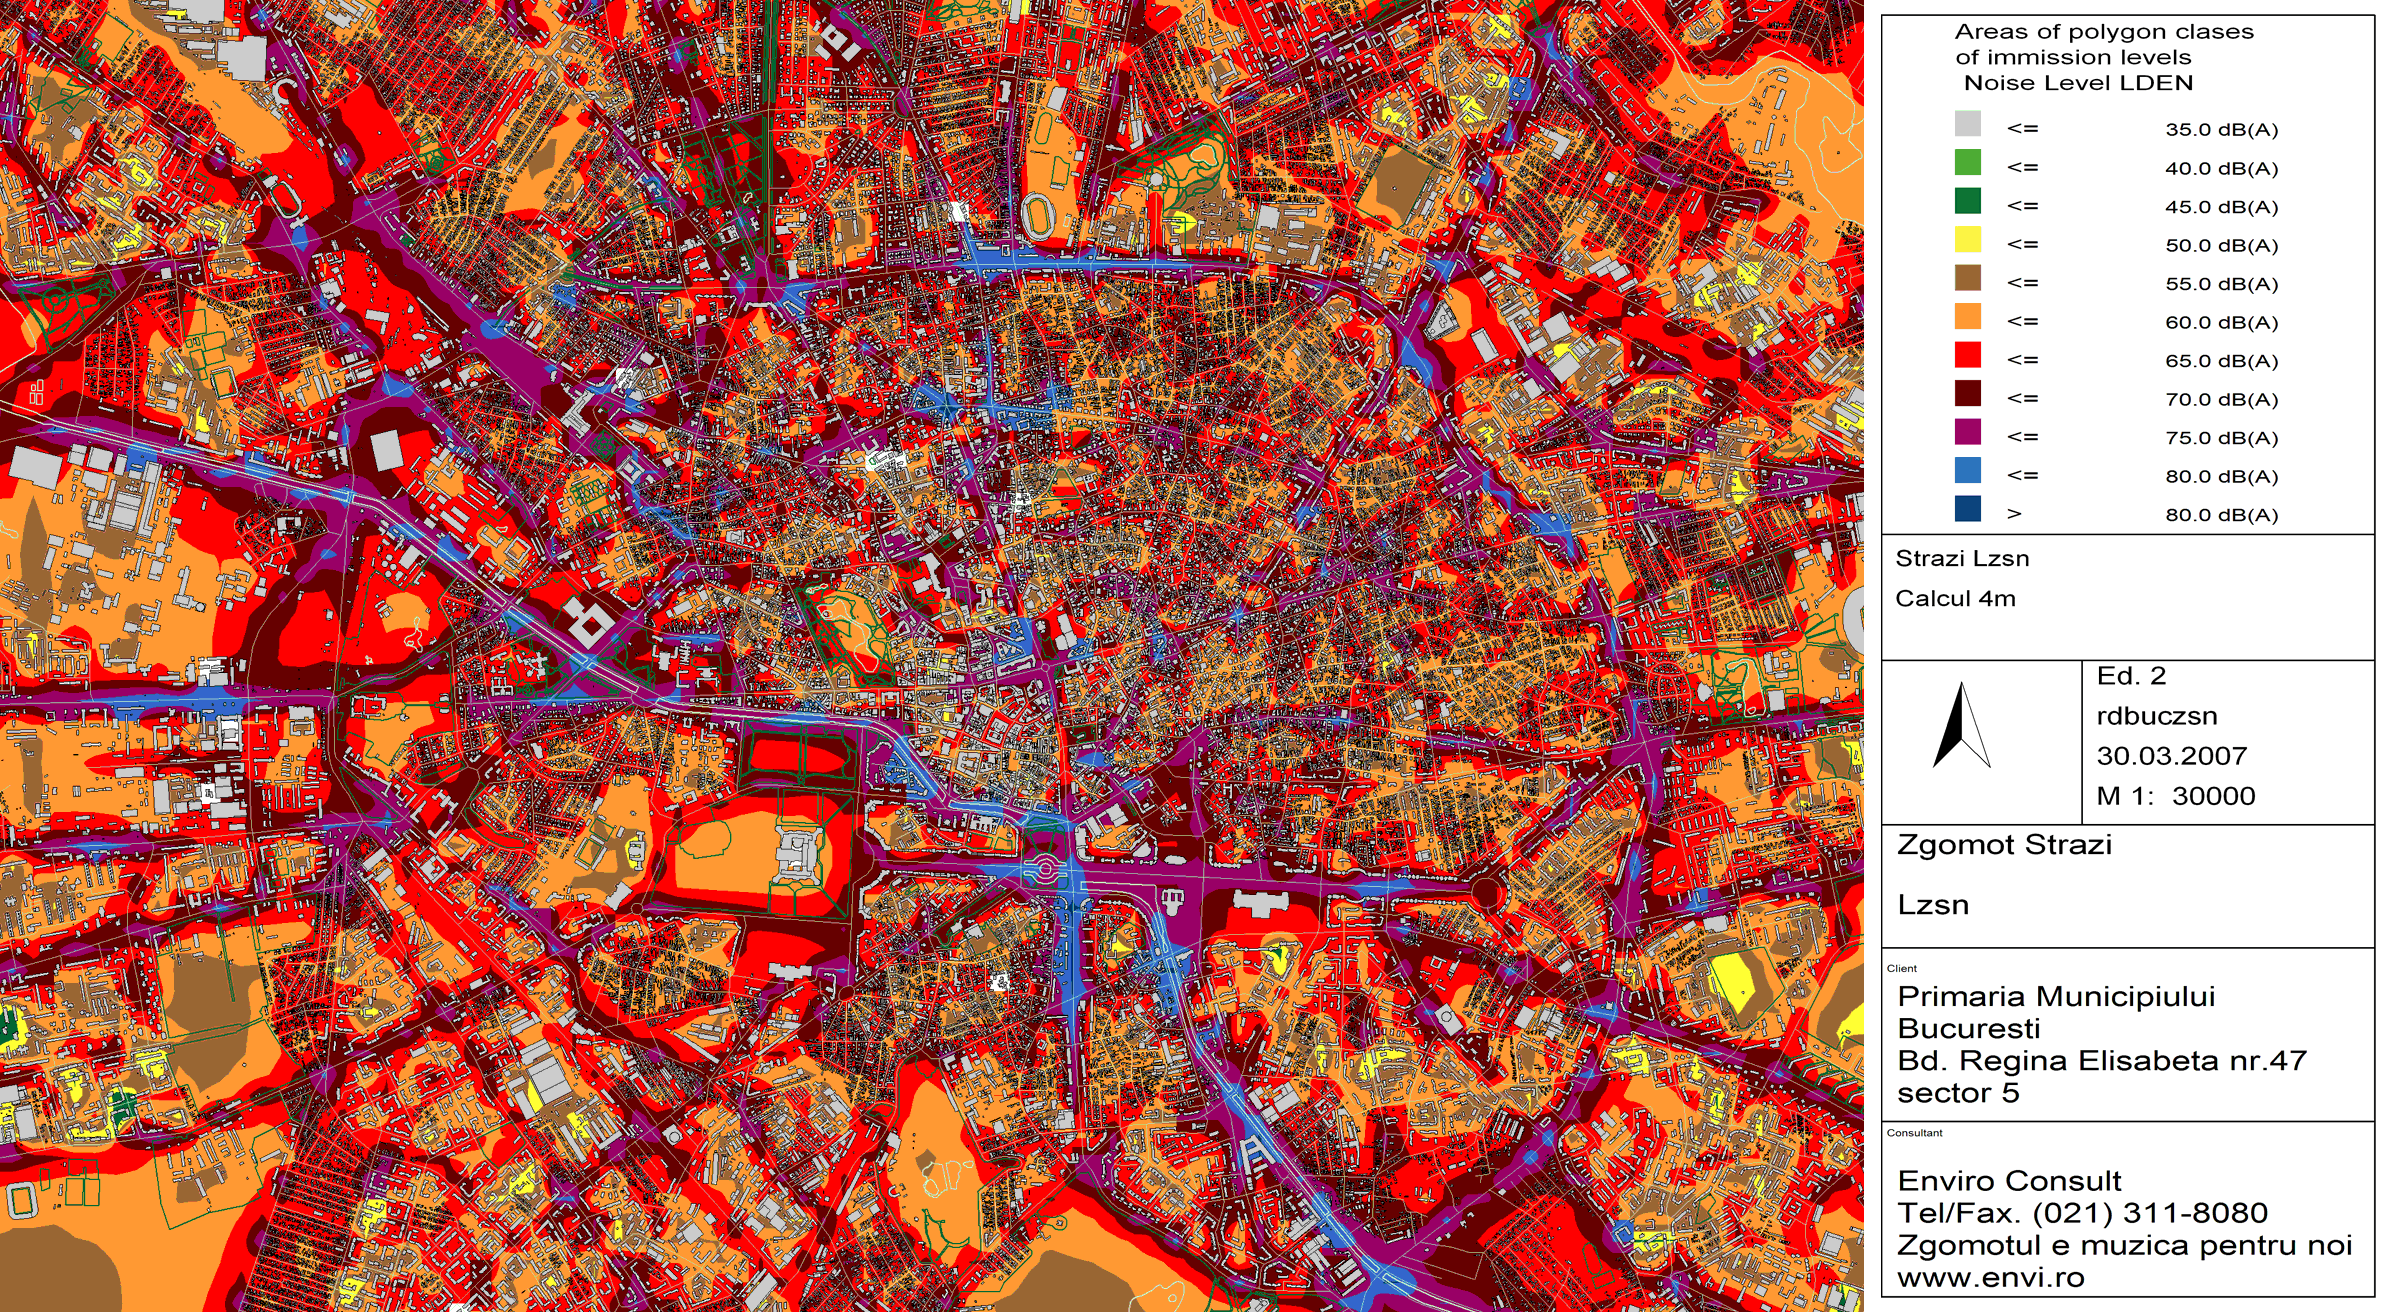 Areas of polygon clases
of immission levels
Noise Level LDEN
<= 35.0 dB(A)
<= 40.0 dB(A)
<= 45.0 dB(A)
<= 50.0 dB(A)
<= 55.0 dB(A)
<= 60.0 dB(A)
<= 65.0 dB(A)
<= 70.0 dB(A)
<= 75.0 dB(A)
<= 80.0 dB(A)
> 80.0 dB(A)
Strazi Lzsn
Calcul 4m
Ed. 2
rdbuczsn
30.03.2007
M 1: 30000
Zgomot Strazi
Lzsn
Client
Primaria Municipiului
Bucuresti
Bd. Regina Elisabeta nr.47
sector 5
Consultant
Enviro Consult
Tel/Fax. (021) 311-8080
Zgomotul e muzica pentru noi
www.envi.ro